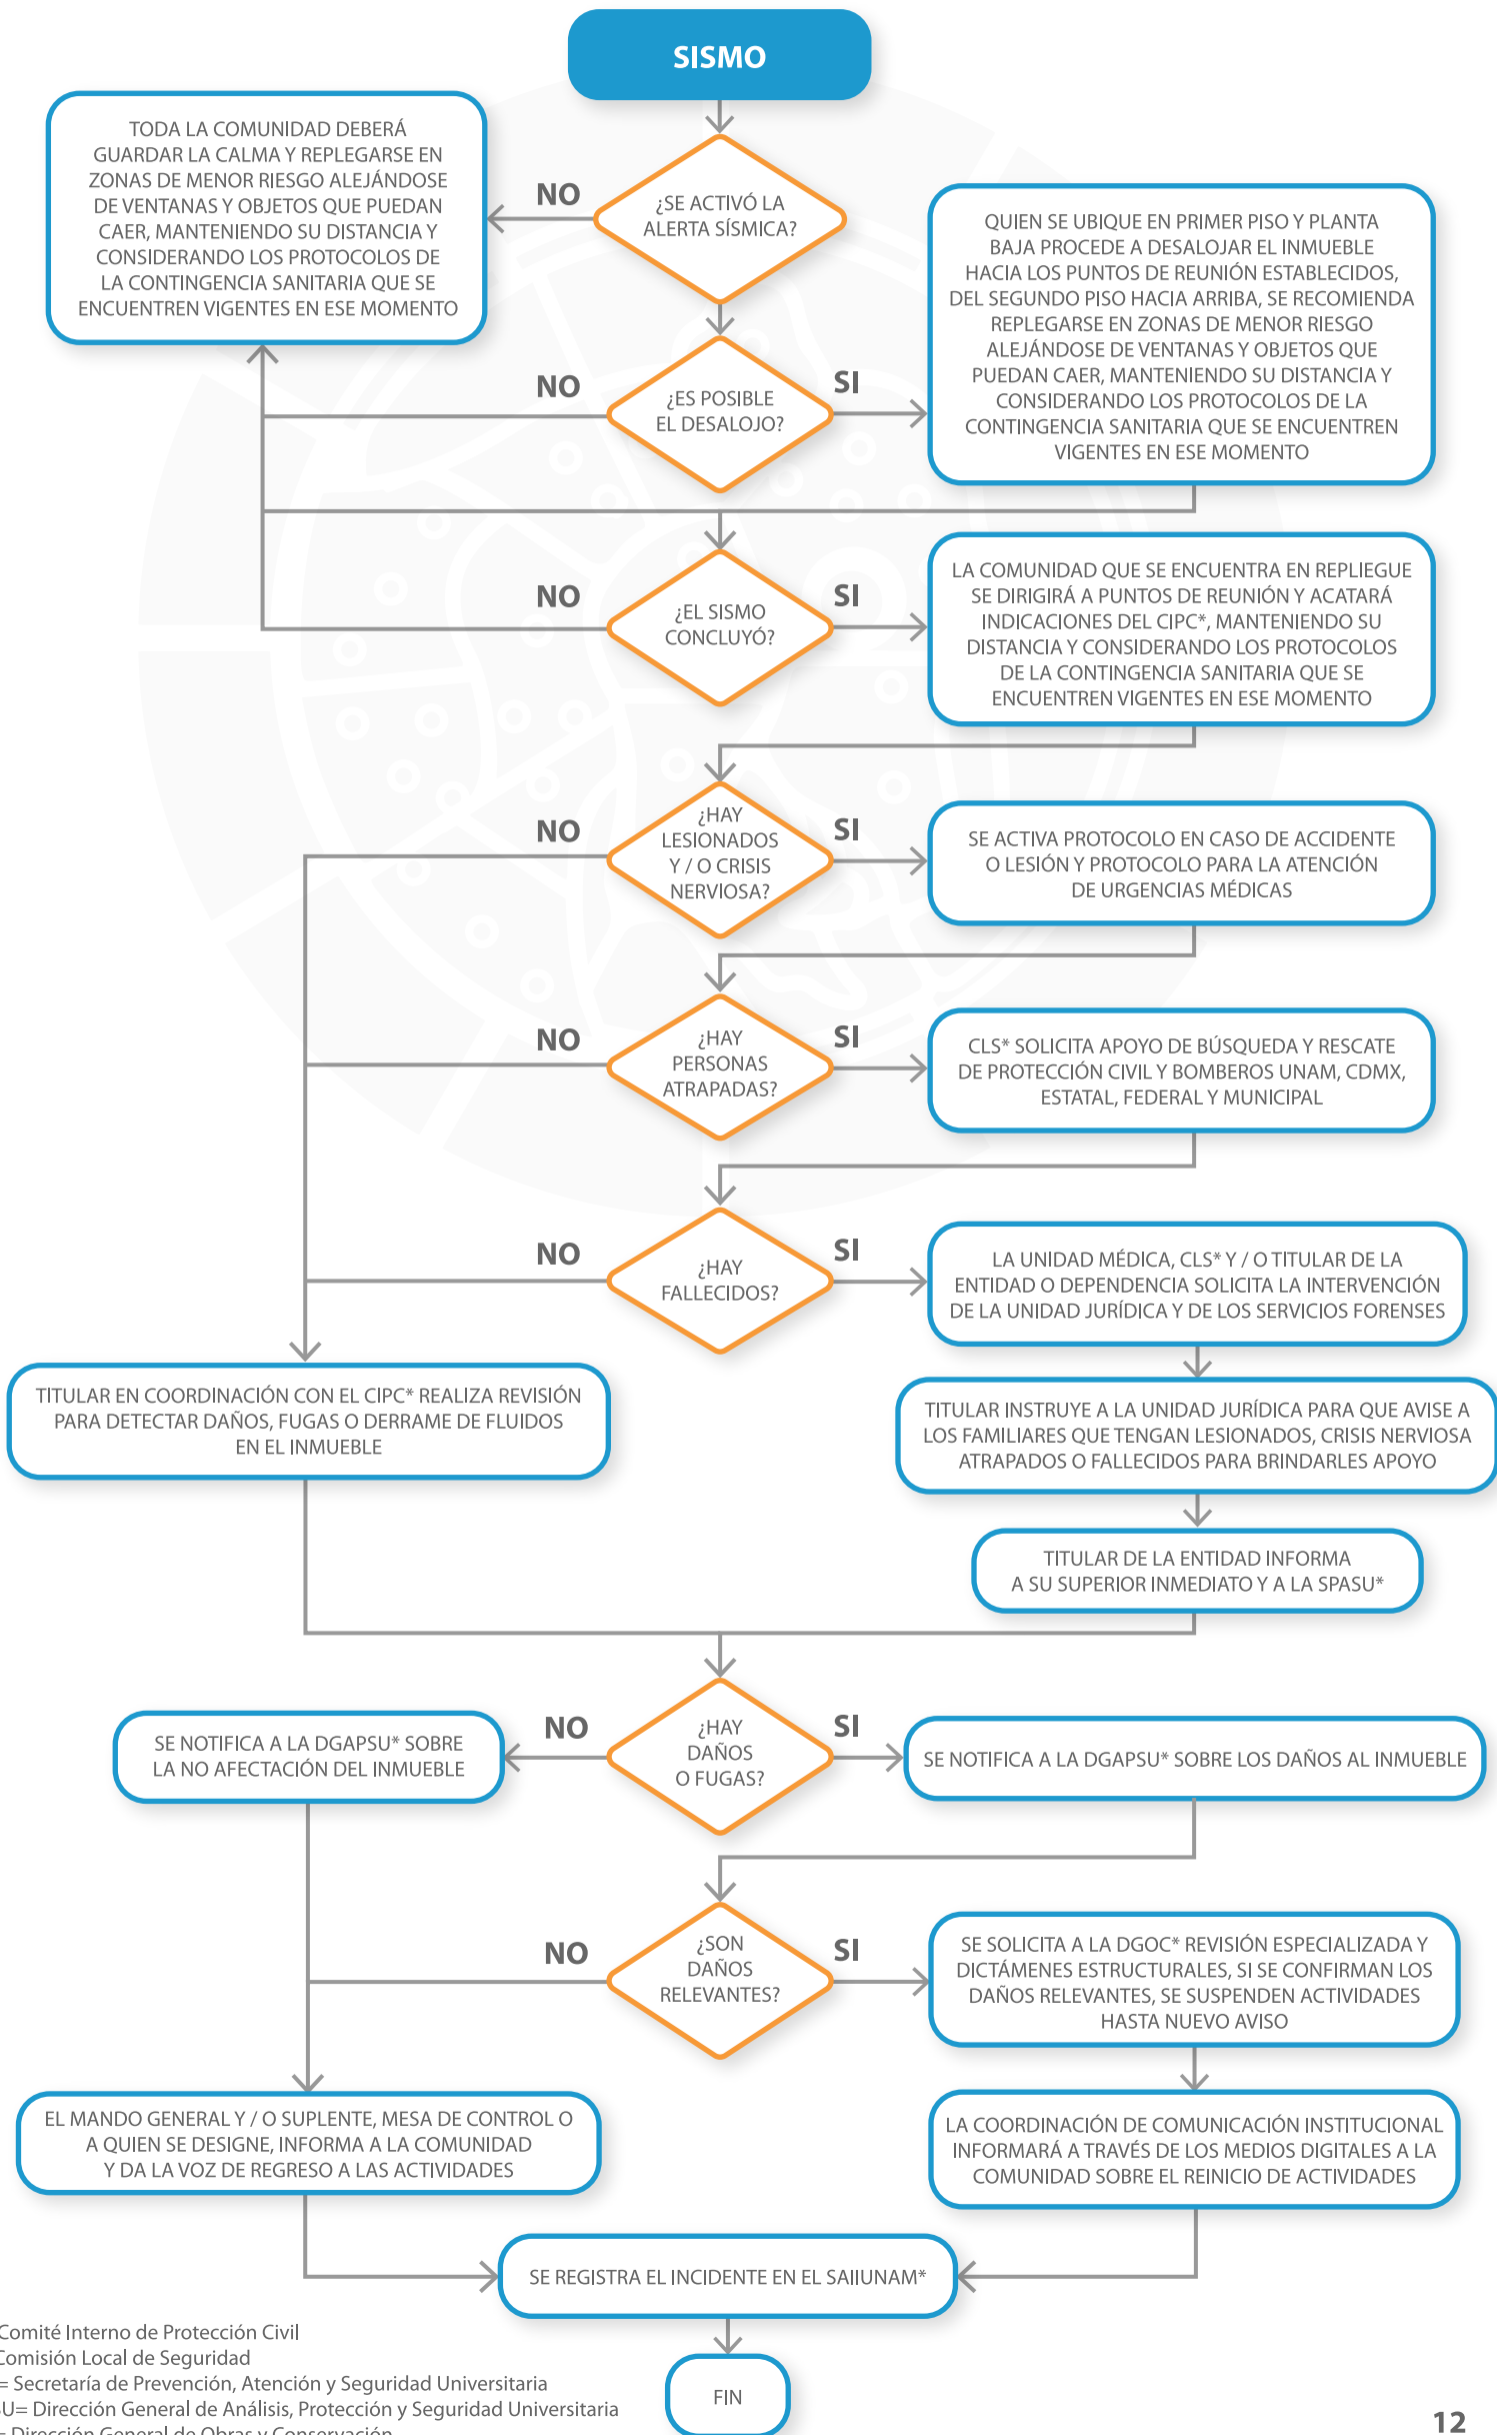 SISMO
TODA LA COMUNIDAD DEBERÁ
GUARDAR LA CALMA Y REPLEGARSE EN
ZONAS DE MENOR RIESGO ALEJÁNDOSE
DE VENTANAS Y OBJETOS QUE PUEDAN
CAER, MANTENIENDO SU DISTANCIA Y
CONSIDERANDO LOS PROTOCOLOS DE
LA CONTINGENCIA SANITARIA QUE SE
ENCUENTREN VIGENTES EN ESE MOMENTO
NO
¿SE ACTIVÓ LA
ALERTA SÍSMICA?
QUIEN SE UBIQUE EN PRIMER PISO Y PLANTA
BAJA PROCEDE A DESALOJAR EL INMUEBLE
HACIA LOS PUNTOS DE REUNIÓN ESTABLECIDOS,
DEL SEGUNDO PISO HACIA ARRIBA, SE RECOMIENDA
REPLEGARSE EN ZONAS DE MENOR RIESGO
ALEJÁNDOSE DE VENTANAS Y OBJETOS QUE
PUEDAN CAER, MANTENIENDO SU DISTANCIA Y
CONSIDERANDO LOS PROTOCOLOS DE LA
CONTINGENCIA SANITARIA QUE SE ENCUENTREN
VIGENTES EN ESE MOMENTO
NO
¿ES POSIBLE
EL DESALOJO?
SI
NO
¿EL SISMO
CONCLUYÓ?
SI
LA COMUNIDAD QUE SE ENCUENTRA EN REPLIEGUE
SE DIRIGIRÁ A PUNTOS DE REUNIÓN Y ACATARÁ
INDICACIONES DEL CIPC*, MANTENIENDO SU
DISTANCIA Y CONSIDERANDO LOS PROTOCOLOS
DE LA CONTINGENCIA SANITARIA QUE SE
ENCUENTREN VIGENTES EN ESE MOMENTO
NO
¿HAY
LESIONADOS
Y / O CRISIS
NERVIOSA?
SI
SE ACTIVA PROTOCOLO EN CASO DE ACCIDENTE
O LESIÓN Y PROTOCOLO PARA LA ATENCIÓN
DE URGENCIAS MÉDICAS
NO
¿HAY
PERSONAS
ATRAPADAS?
SI
CLS* SOLICITA APOYO DE BÚSQUEDA Y RESCATE
DE PROTECCIÓN CIVIL Y BOMBEROS UNAM, CDMX,
ESTATAL, FEDERAL Y MUNICIPAL
NO
¿HAY
FALLECIDOS?
SI
LA UNIDAD MÉDICA, CLS* Y / O TITULAR DE LA
ENTIDAD O DEPENDENCIA SOLICITA LA INTERVENCIÓN
DE LA UNIDAD JURÍDICA Y DE LOS SERVICIOS FORENSES
TITULAR EN COORDINACIÓN CON EL CIPC* REALIZA REVISIÓN
PARA DETECTAR DAÑOS, FUGAS O DERRAME DE FLUIDOS
EN EL INMUEBLE
TITULAR INSTRUYE A LA UNIDAD JURÍDICA PARA QUE AVISE A
LOS FAMILIARES QUE TENGAN LESIONADOS, CRISIS NERVIOSA
ATRAPADOS O FALLECIDOS PARA BRINDARLES APOYO
TITULAR DE LA ENTIDAD INFORMA
A SU SUPERIOR INMEDIATO Y A LA SPASU*
SE NOTIFICA A LA DGAPSU* SOBRE
LA NO AFECTACIÓN DEL INMUEBLE
NO
¿HAY
DAÑOS
O FUGAS?
SI
SE NOTIFICA A LA DGAPSU* SOBRE LOS DAÑOS AL INMUEBLE
NO
¿SON
DAÑOS
RELEVANTES?
SI
SE SOLICITA A LA DGOC* REVISIÓN ESPECIALIZADA Y
DICTÁMENES ESTRUCTURALES, SI SE CONFIRMAN LOS
DAÑOS RELEVANTES, SE SUSPENDEN ACTIVIDADES
HASTA NUEVO AVISO
EL MANDO GENERAL Y / O SUPLENTE, MESA DE CONTROL O
A QUIEN SE DESIGNE, INFORMA A LA COMUNIDAD
Y DA LA VOZ DE REGRESO A LAS ACTIVIDADES
LA COORDINACIÓN DE COMUNICACIÓN INSTITUCIONAL
INFORMARÁ A TRAVÉS DE LOS MEDIOS DIGITALES A LA
COMUNIDAD SOBRE EL REINICIO DE ACTIVIDADES
SE REGISTRA EL INCIDENTE EN EL SAIIUNAM*
Comité Interno de Protección Civil
Comisión Local de Seguridad
= Secretaría de Prevención, Atención y Seguridad Universitaria
U= Dirección General de Análisis, Protección y Seguridad Universitaria
= Dirección General de Obras y Conservación
FIN
12